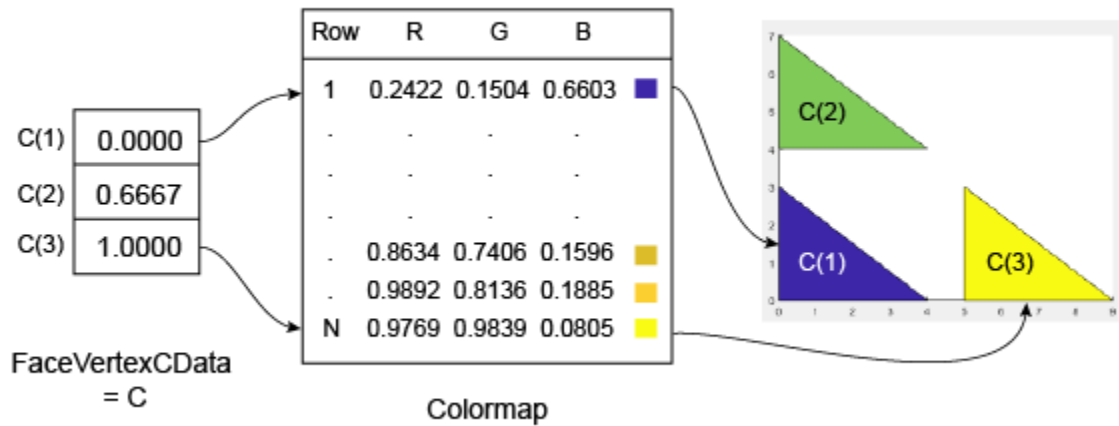 Row R G B
1 0.2422 0.1504 0.6603
. . . .
. . . .
. . . .
. 0.8634 0.7406 0.1596
. 0.9892 0.8136 0.1885
N 0.9769 0.9839 0.0805
Colormap
C(1) 0.0000
C(2) 0.6667
C(3) 1.0000
FaceVertexCData
= C
7
6
5
4
3
2
1
0
C(2)
C(1)
C(3)
0 1 2 3 4 5 6 7 8 9